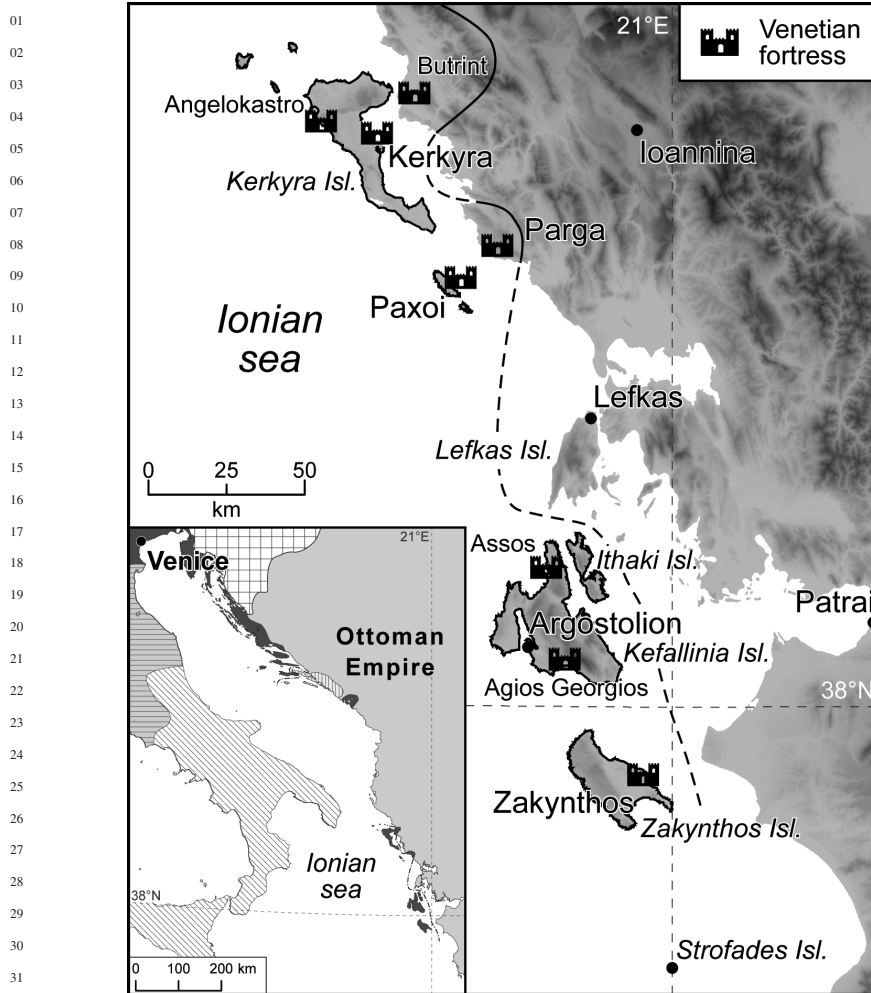 01
02
03
04
05
06
07
08
09
10
11
12
13
14
15
16
17
18
19
20
21
22
23
24
25
26
27
28
29
30
31
21°E
Venetian
fortress
Butrint
Angelokastro
Kerkyra
Ioannina
Kerkyra Isl.
Parga
Paxoi
Ionian
sea
Lefkas
Lefkas Isl.
0 25 50
km
Assos
Ithaki Isl.
Patrai
Argostolion
Kefallinia Isl.
Agios Georgios
38°N
Zakynthos
Zakynthos Isl.
Strofades Isl.
21°E
Venice
Ottoman
Empire
Ionian
sea
38°N
0 100 200 km